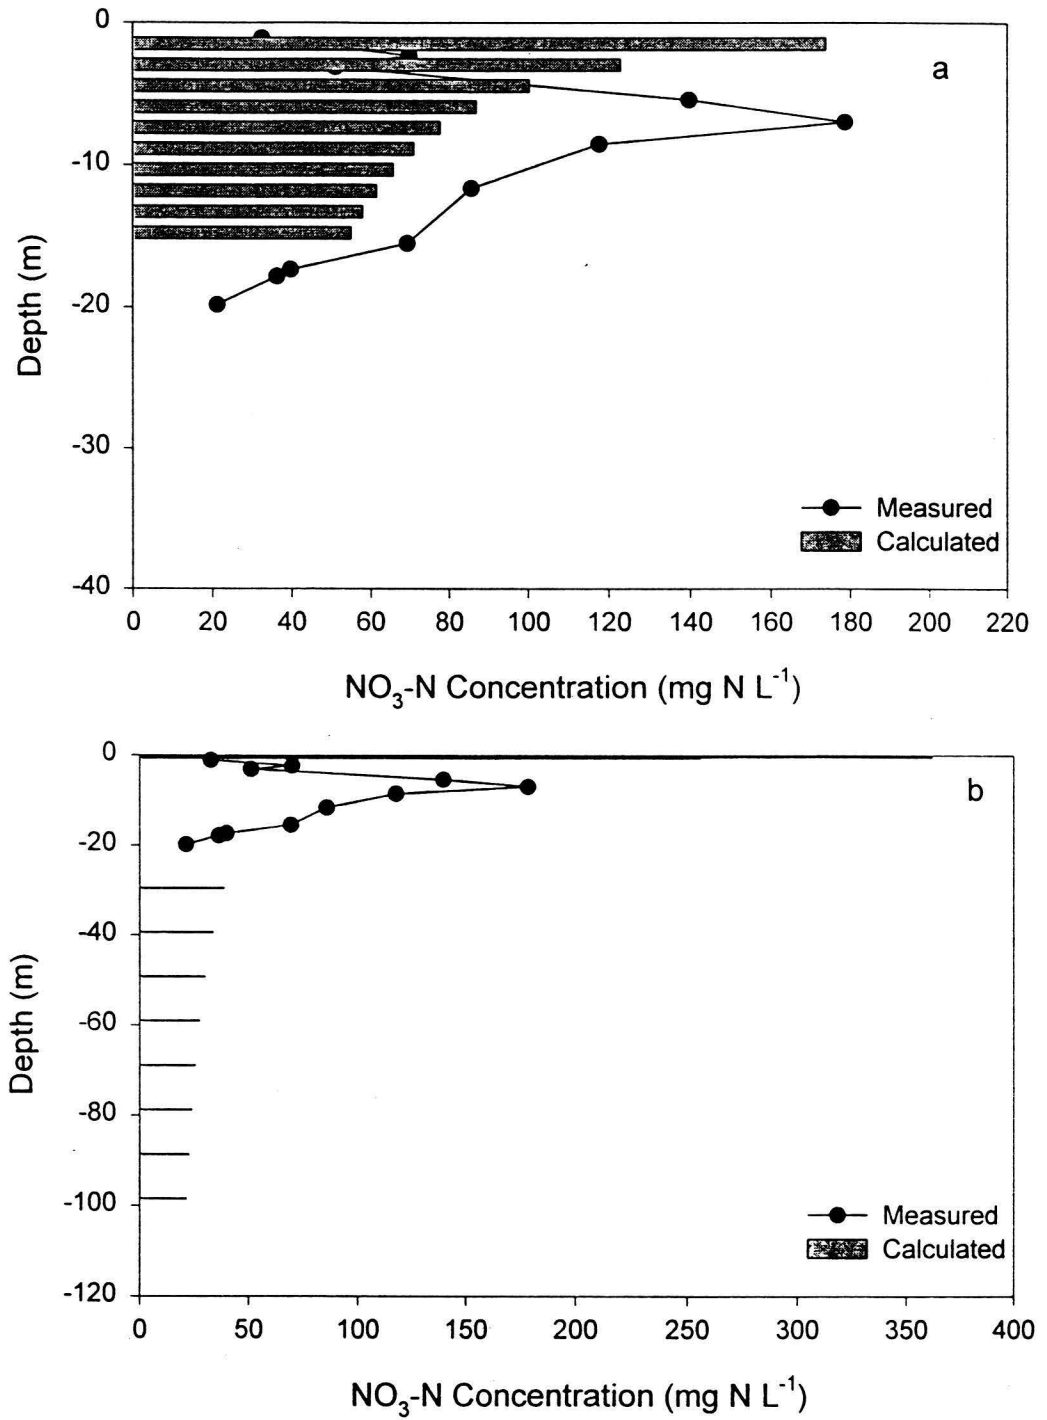 0
-10
-20
-30
-40
Depth (m)
a
Measured
Calculated
0 20 40 60 80 100 120 140 160 180 200 220
NO3-N Concentration (mg N L-1)
0
-20
-40
-60
-80
-100
-120
Depth (m)
b
Measured
Calculated
0 50 100 150 200 250 300 350 400
NO3-N Concentration (mg N L-1)